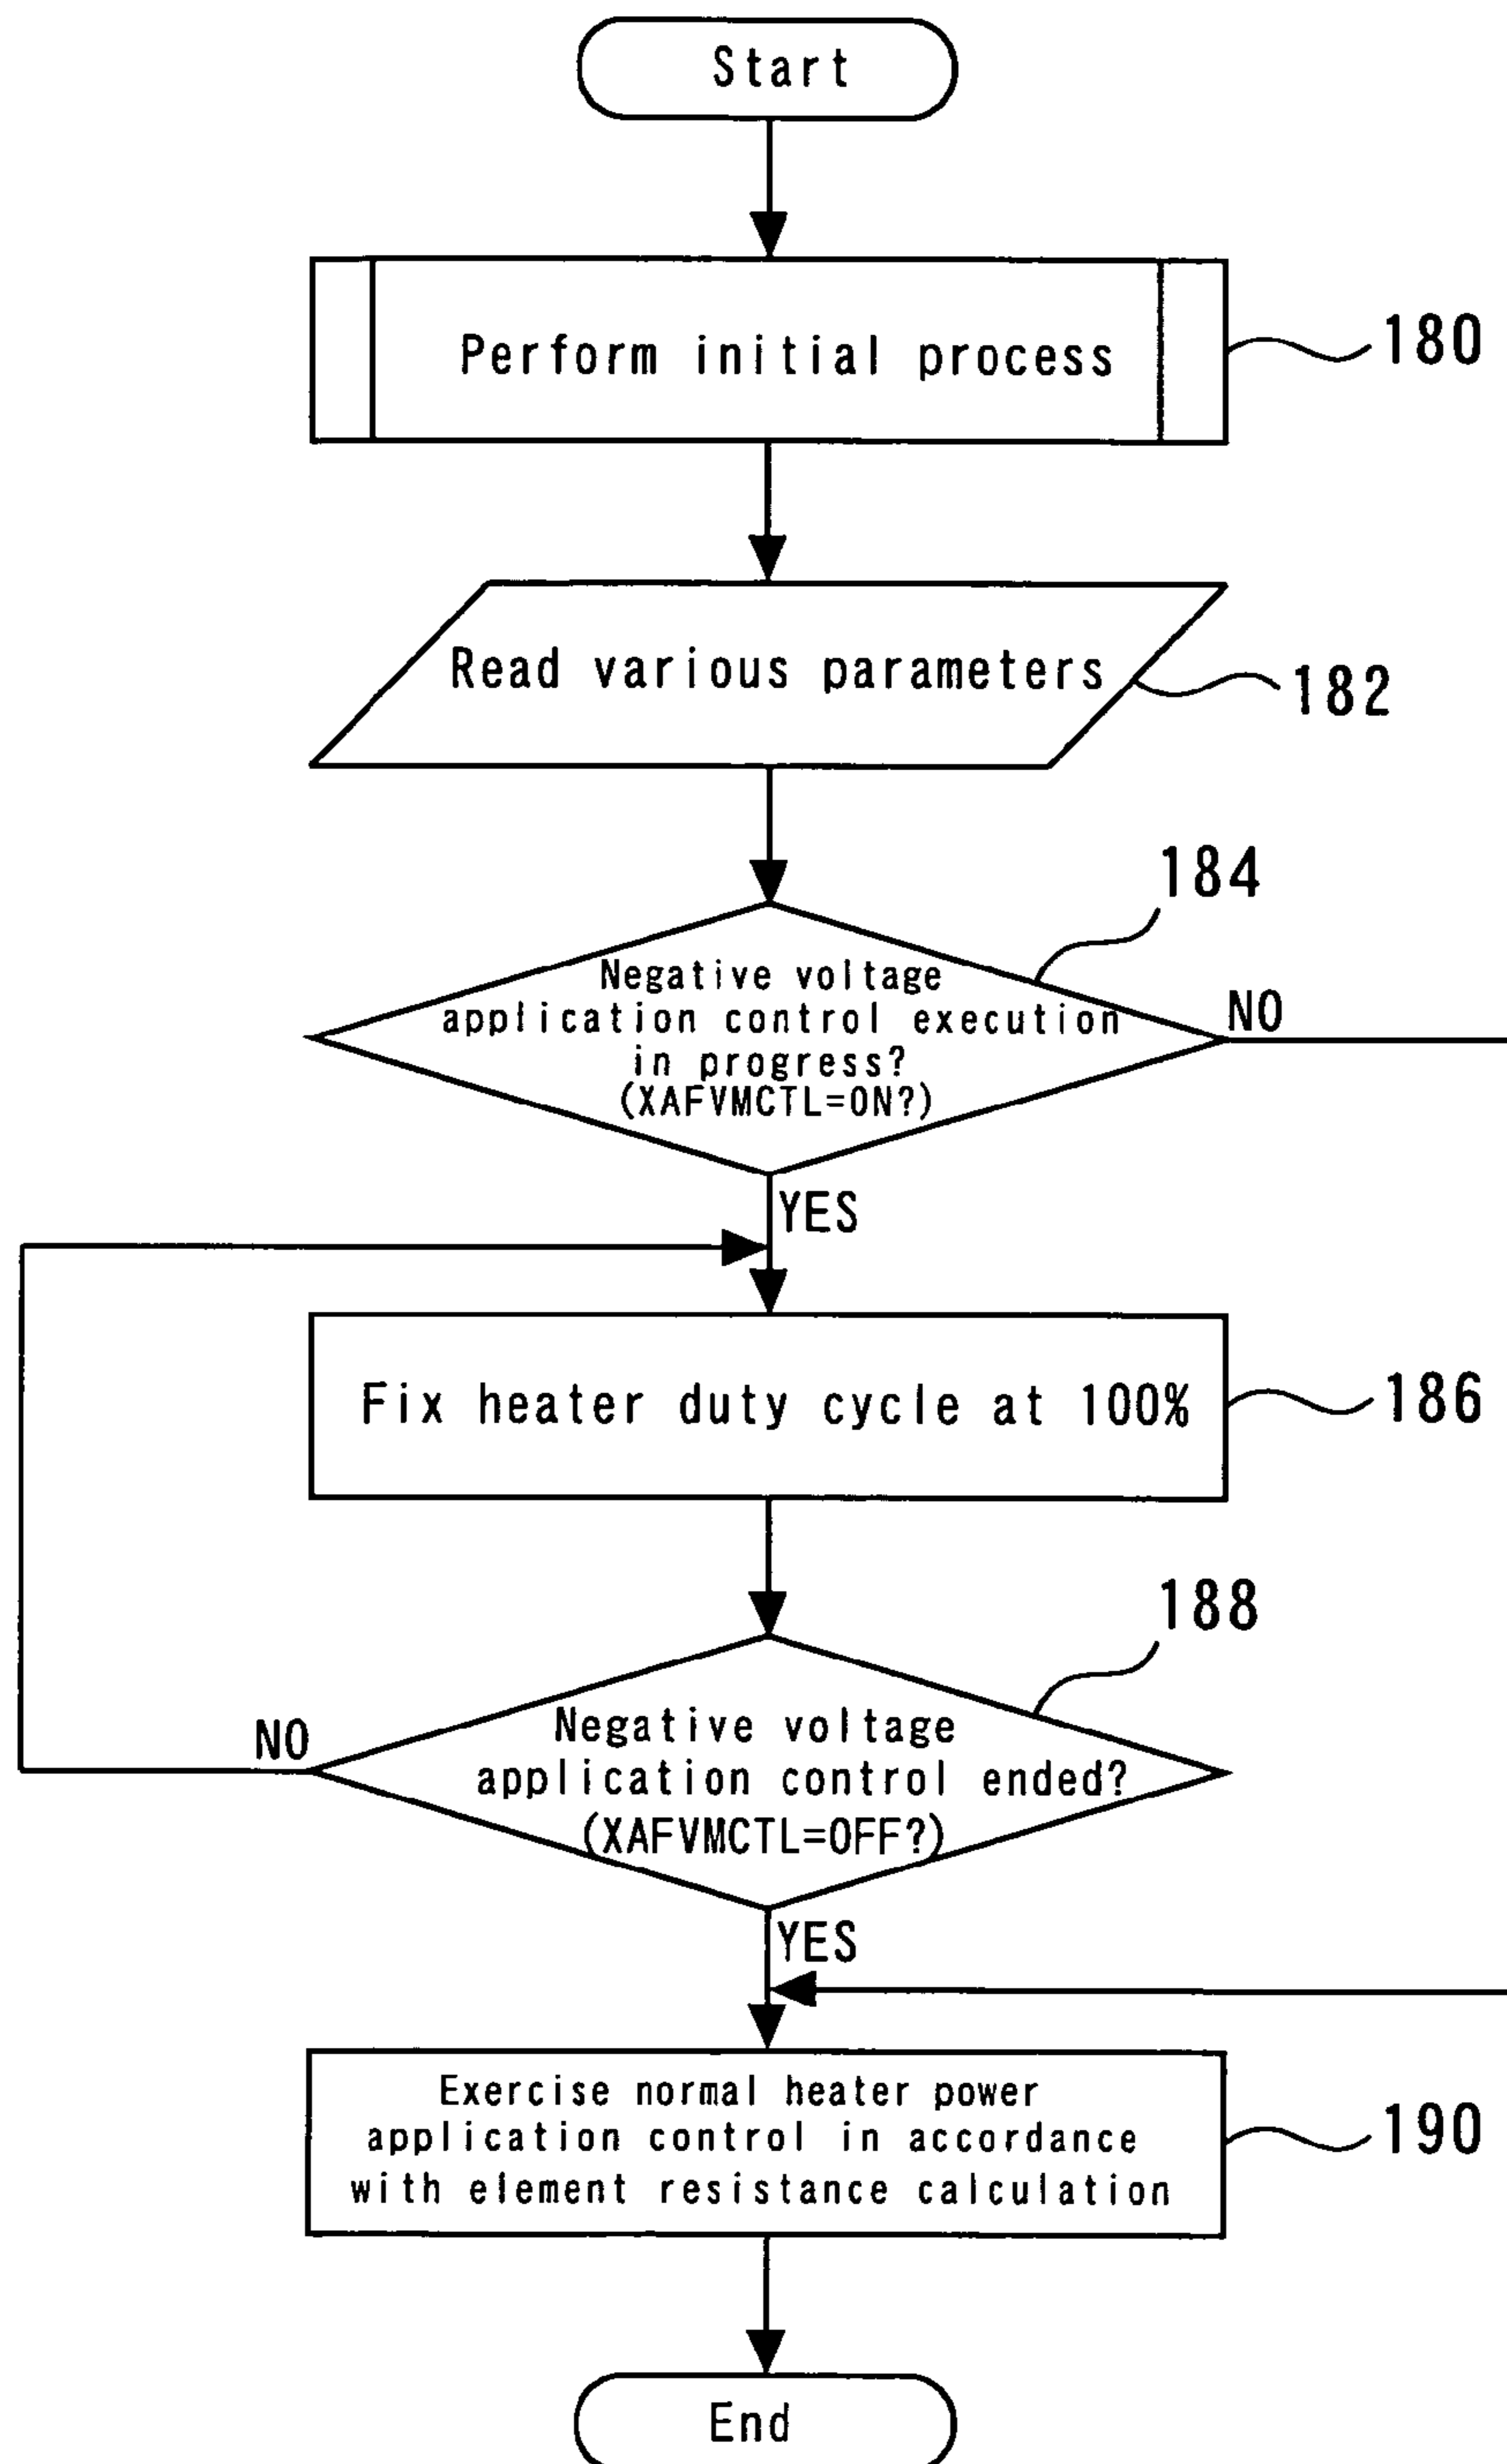 Start
Perform initial process
180
Read various parameters
182
184
Negative voltage
application control execution
in progress?
(XAFVMCTL=ON?)
NO
YES
Fix heater duty cycle at 100%
186
188
Negative voltage
application control ended?
(XAFVMCTL=OFF?)
NO
YES
Exercise normal heater power
application control in accordance
with element resistance calculation
190
End